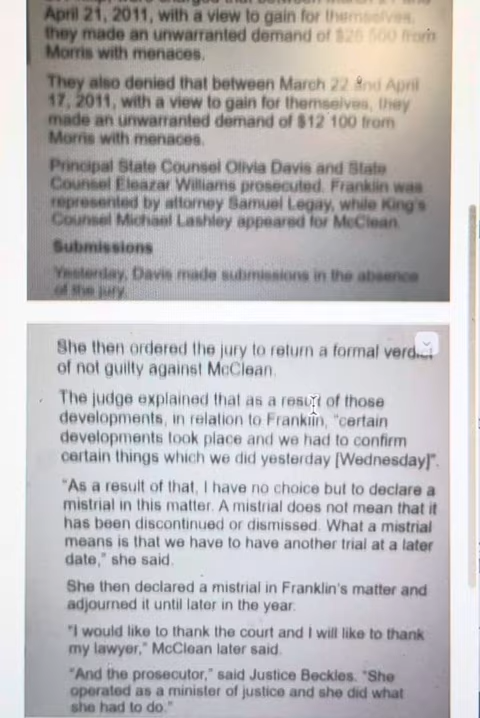 April 21, 2011, with a view to gain for themselves,
they made an unwarranted demand of from
Morris with menaces.
They also denied that between March 22 and April
17, 2011, with a view to gain for themselves, they
made an unwarranted demand of $12 100 from
Morris with menaces.
Principal State Counsel Olivia Davis and State
Counsel Eleazar Williams prosecuted. Franklin was
represented by attorney Samuel Legay, while King's
Counsel Michael Lashley appeared for McClean.
Submissions
Yesterday, Davis made submissions in the absence
of the jury.
She then ordered the jury to return a formal verdict
of not guilty against McClean.
The judge explained that as a result of those
developments, in relation to Franklin, "certain
developments took place and we had to confirm
certain things which we did yesterday [Wednesday]".
"As a result of that, I have no choice but to declare a
mistrial in this matter. A mistrial does not mean that it
has been discontinued or dismissed. What a mistrial
means is that we have to have another trial at a later
date," she said.
She then declared a mistrial in Franklin's matter and
adjourned it until later in the year.
"I would like to thank the court and I will like to thank
my lawyer," McClean later said.
"And the prosecutor," said Justice Beckles. "She
operated as a minister of justice and she did what
she had to do."